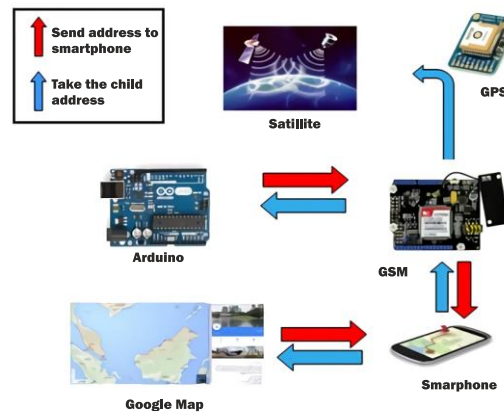 Send address to
smartphone
Take the child
address
Satillite
GPS
Arduino
GSM
Google Map
Smarphone